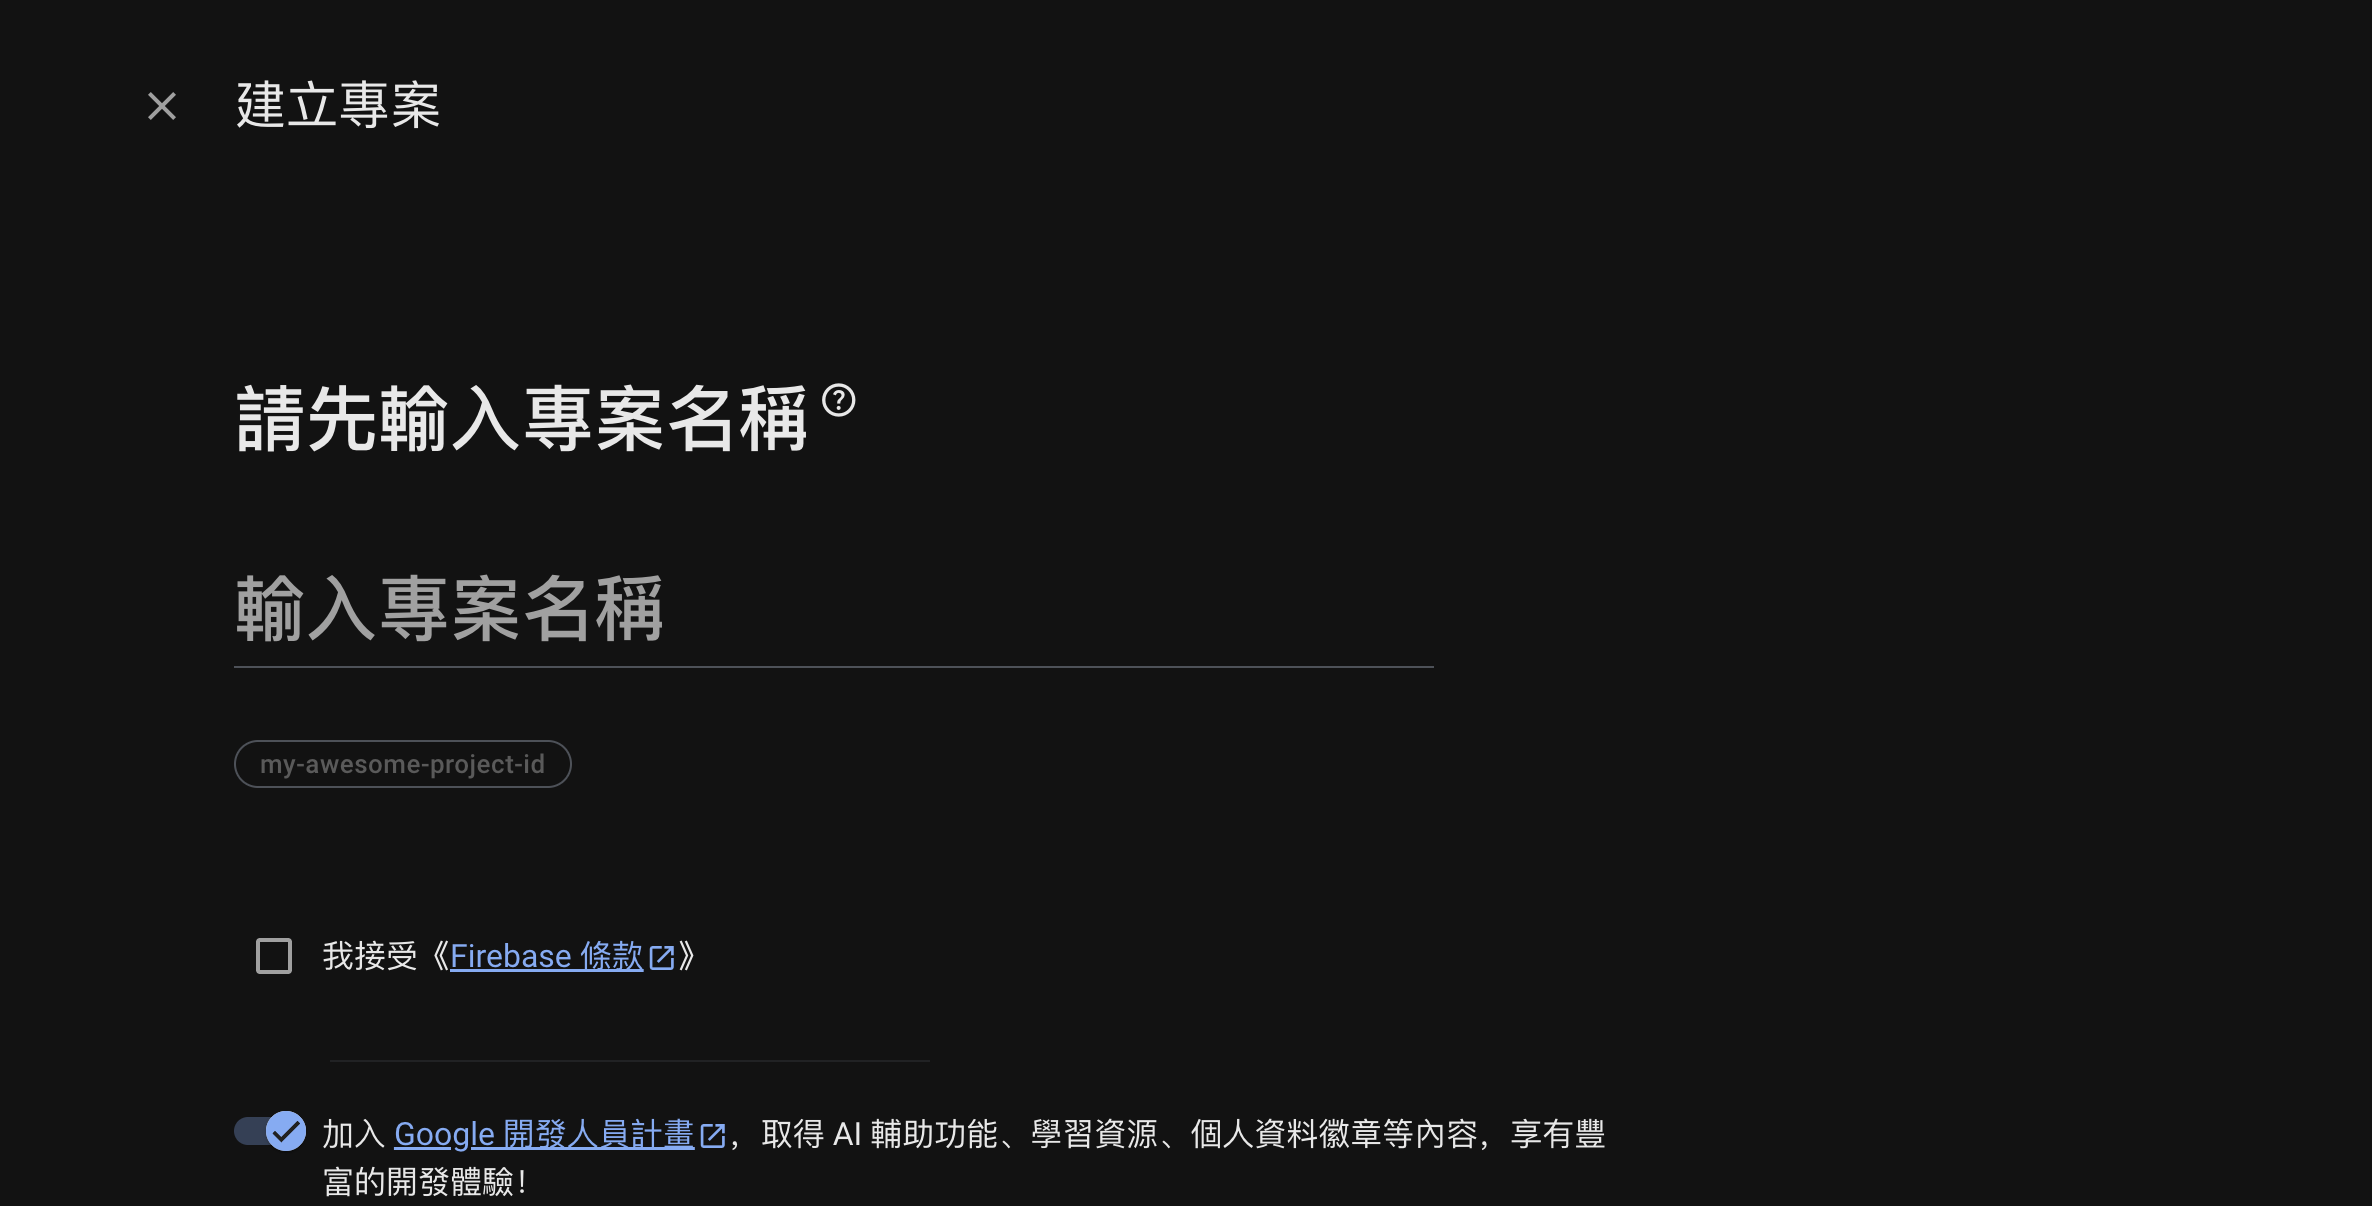 建立專案
請先輸入專案名稱
輸入專案名稱
my-awesome-project-id
我接受《Firebase 條款》
加入 Google 開發人員計畫，取得 AI 輔助功能、學習資源、個人資料徽章等內容，享有豐
富的開發體驗！